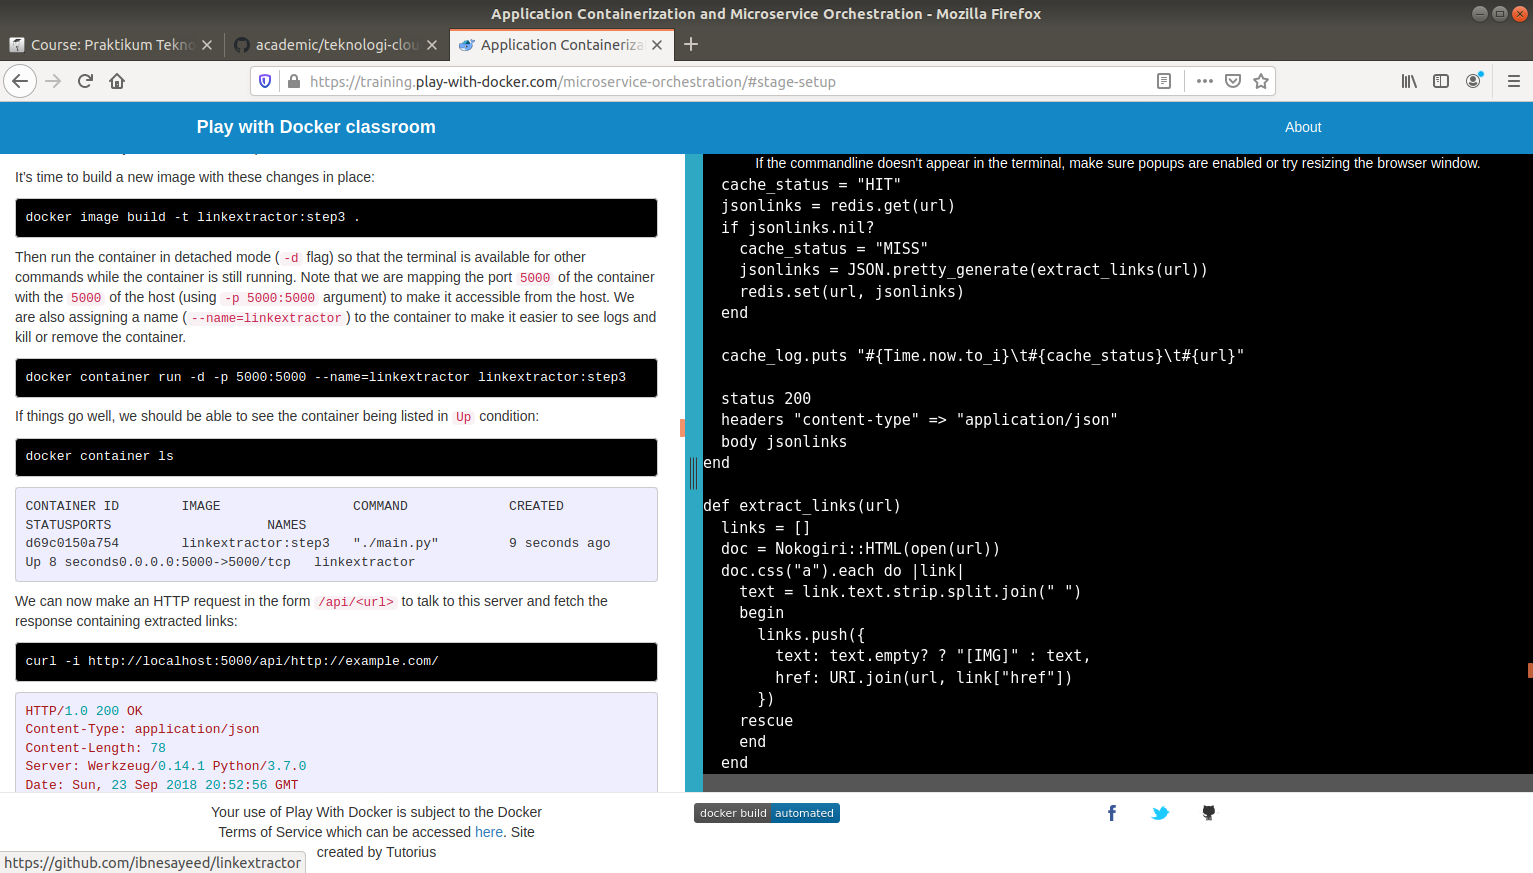 Application Containerization and Microservice Orchestration - Mozilla Firefox
Course: Praktikum Tekno
academic/teknologi-clou
Application Containeriza
https://training.play-with-docker.com/microservice-orchestration/#stage-setup
Play with Docker classroom
About
It's time to build a new image with these changes in place:
docker image build -t linkextractor:step3 .
Then run the container in detached mode ( -d flag) so that the terminal is available for other
commands while the container is still running. Note that we are mapping the port 5000 of the container
with the 5000 of the host (using -p 5000:5000 argument) to make it accessible from the host. We
are also assigning a name ( --name=linkextractor ) to the container to make it easier to see logs and
kill or remove the container.
docker container run -d -p 5000:5000 --name=linkextractor linkextractor:step3
If things go well, we should be able to see the container being listed in Up condition:
docker container ls
CONTAINER ID        IMAGE                 COMMAND             CREATED
STATUSPORTS                    NAMES
d69c0150a754        linkextractor:step3   "./main.py"         9 seconds ago
Up 8 seconds0.0.0.0:5000->5000/tcp   linkextractor
We can now make an HTTP request in the form /api/<url> to talk to this server and fetch the
response containing extracted links:
curl -i http://localhost:5000/api/http://example.com/
HTTP/1.0 200 OK
Content-Type: application/json
Content-Length: 78
Server: Werkzeug/0.14.1 Python/3.7.0
Date: Sun, 23 Sep 2018 20:52:56 GMT
If the commandline doesn't appear in the terminal, make sure popups are enabled or try resizing the browser window.
  cache_status = "HIT"
  jsonlinks = redis.get(url)
  if jsonlinks.nil?
    cache_status = "MISS"
    jsonlinks = JSON.pretty_generate(extract_links(url))
    redis.set(url, jsonlinks)
  end
  cache_log.puts "#{Time.now.to_i}\t#{cache_status}\t#{url}"
  status 200
  headers "content-type" => "application/json"
  body jsonlinks
end
def extract_links(url)
  links = []
  doc = Nokogiri::HTML(open(url))
  doc.css("a").each do |link|
    text = link.text.strip.split.join(" ")
    begin
      links.push({
        text: text.empty? ? "[IMG]" : text,
        href: URI.join(url, link["href"])
      })
    rescue
    end
  end
Your use of Play With Docker is subject to the Docker
Terms of Service which can be accessed here. Site
created by Tutorius
docker build automated
https://github.com/ibnesayeed/linkextractor